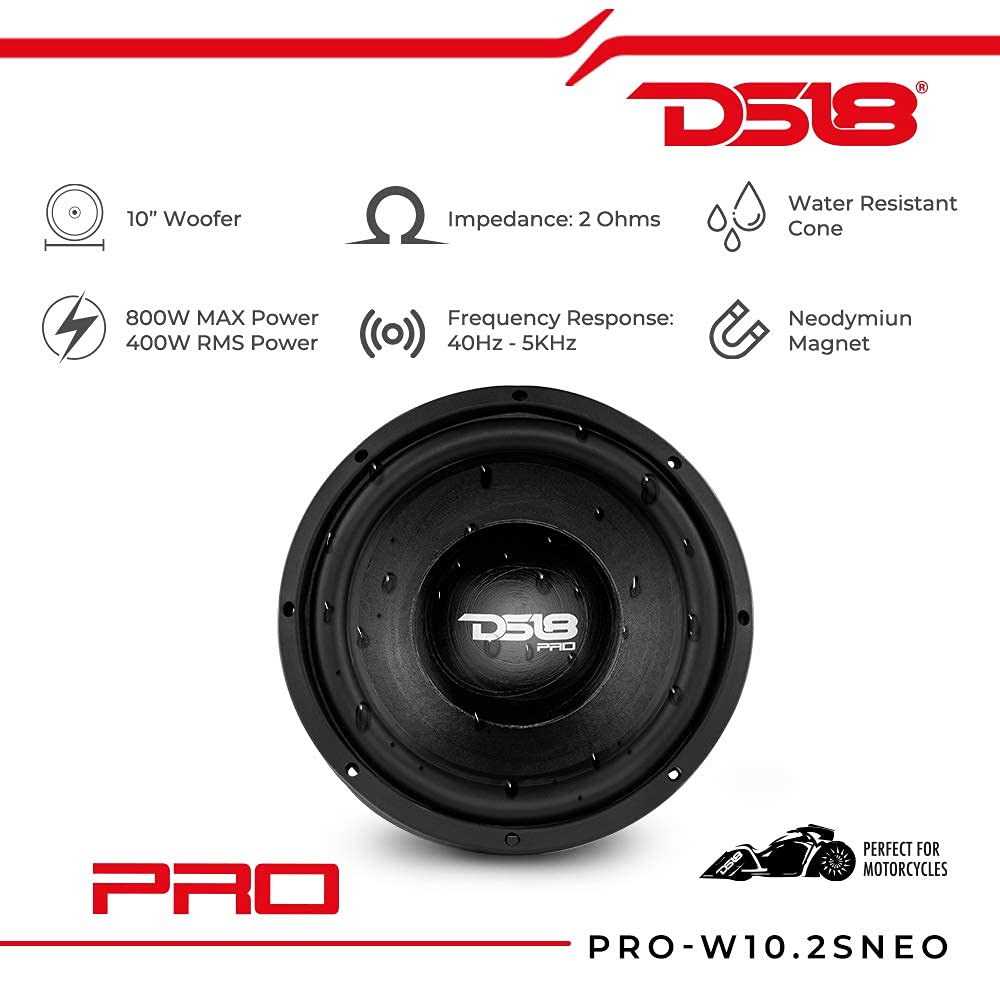 DS18®
10” Woofer
Impedance: 2 Ohms
Water Resistant
Cone
800W MAX Power
400W RMS Power
Frequency Response:
40Hz - 5KHz
Neodymiun
Magnet
DS18
PRO
DS18
PERFECT FOR
MOTORCYCLES
PRO
PRO-W10.2SNEO